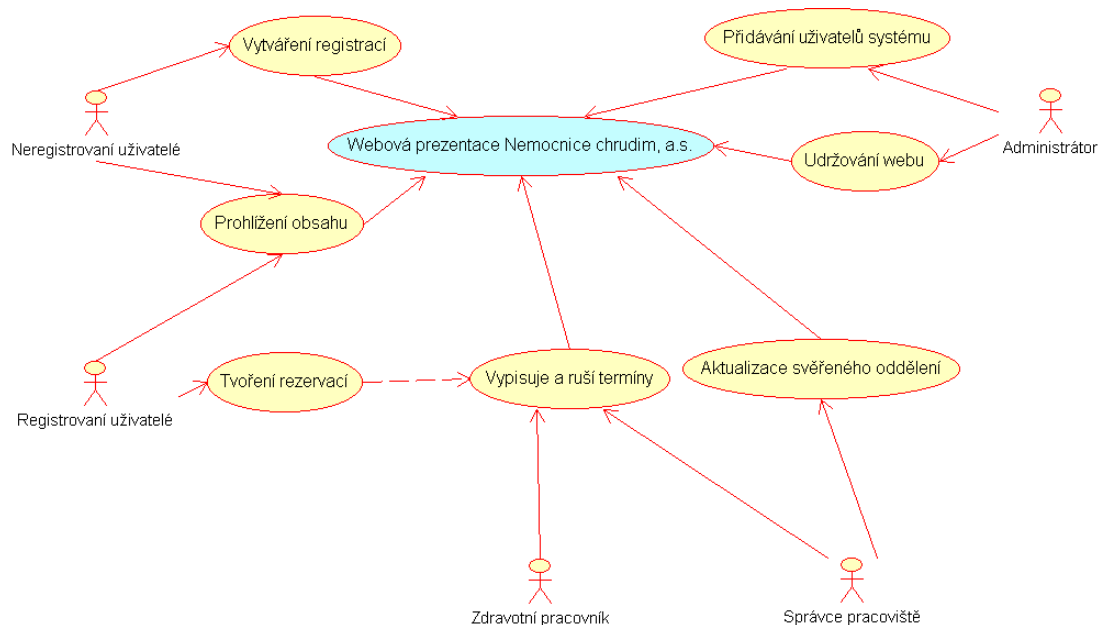 Vytváření registrací
Přidávání uživatelů systému
Neregistrovaní uživatelé
Webová prezentace Nemocnice chrudim, a.s.
Udržování webu
Administrátor
Prohlížení obsahu
Registrovaní uživatelé
Tvoření rezervací
Vypisuje a ruší termíny
Aktualizace svěřeného oddělení
Zdravotní pracovník
Správce pracoviště